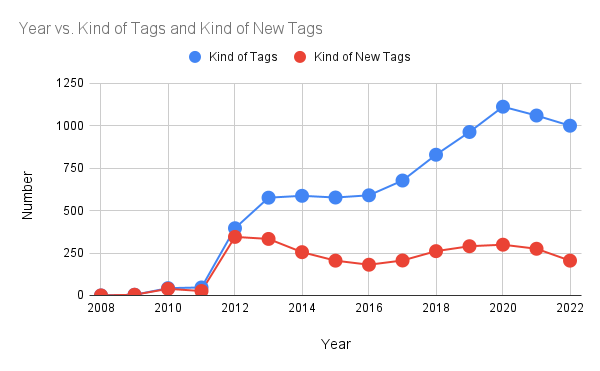 Year vs. Kind of Tags and Kind of New Tags
Kind of Tags Kind of New Tags
1250
1000
750
500
250
0
Number
2008 2010 2012 2014 2016 2018 2020 2022
Year